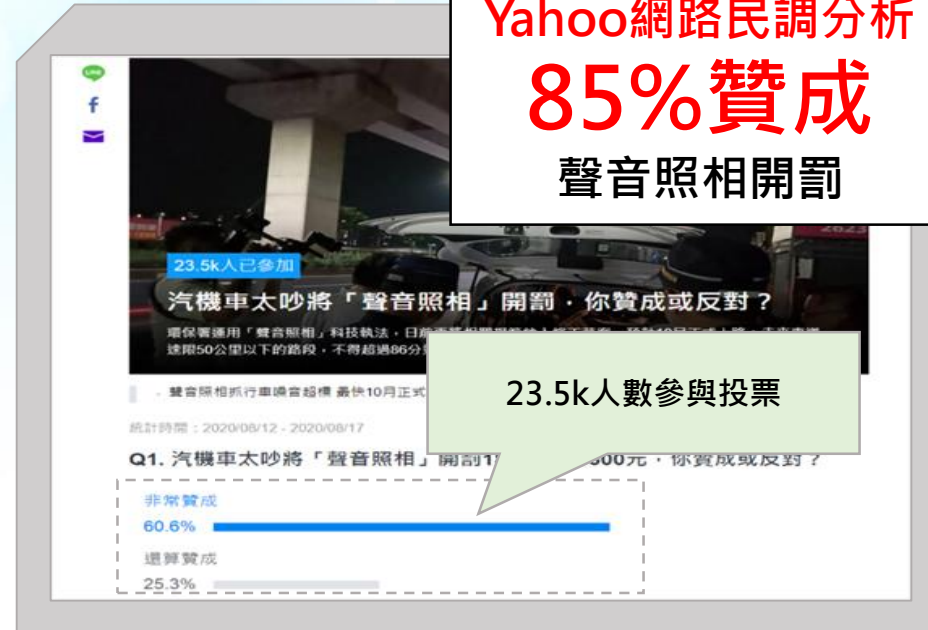 Yahoo網路民調分析
85%贊成
聲音照相開罰
LINE
f
2623
23.5k人已參加
汽機車太吵將「聲音照相」開罰，你贊成或反對？
環保署運用「聲音照相」科技執法，日前
速限50公里以下的路段，不得超過86分
23.5k人數參與投票
聲音照相抓行車噪音超標 最快10月正式
統計時間：2020/08/12 - 2020/08/17
Q1. 汽機車太吵將「聲音照相」開罰1 600元，你贊成或反對？
非常贊成
60.6%
還算贊成
25.3%